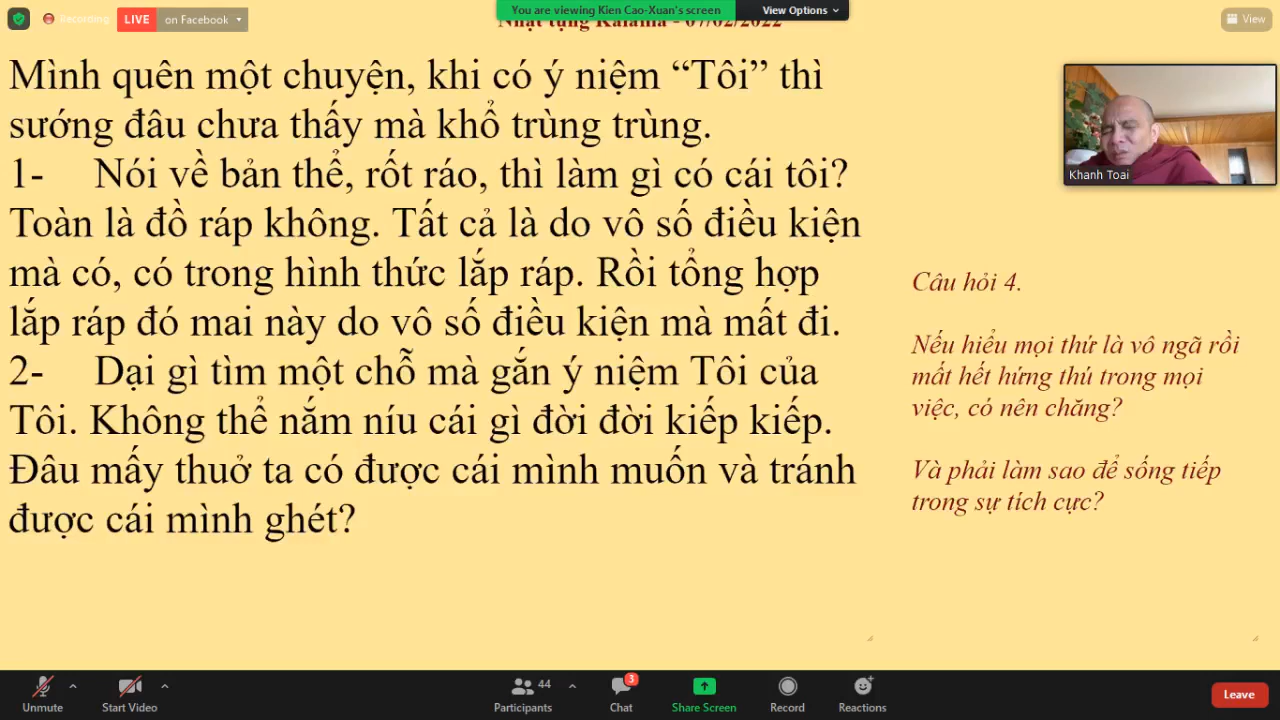 Recording
LIVE
on Facebook
You are viewing Kien Cao-Xuan's screen
View Options
View
Nhật tụng Kalama - 07/02/2022
Mình quên một chuyện, khi có ý niệm “Tôi” thì
sướng đâu chưa thấy mà khổ trùng trùng.
1- Nói về bản thể, rốt ráo, thì làm gì có cái tôi?
Toàn là đồ ráp không. Tất cả là do vô số điều kiện
mà có, có trong hình thức lắp ráp. Rồi tổng hợp
lắp ráp đó mai này do vô số điều kiện mà mất đi.
2- Dại gì tìm một chỗ mà gắn ý niệm Tôi của
Tôi. Không thể nắm níu cái gì đời đời kiếp kiếp.
Đâu mấy thuở ta có được cái mình muốn và tránh
được cái mình ghét?
Khanh Toai
Câu hỏi 4.
Nếu hiểu mọi thứ là vô ngã rồi
mất hết hứng thú trong mọi
việc, có nên chăng?
Và phải làm sao để sống tiếp
trong sự tích cực?
Unmute
Start Video
44
Participants
3
Chat
Share Screen
Record
Reactions
Leave